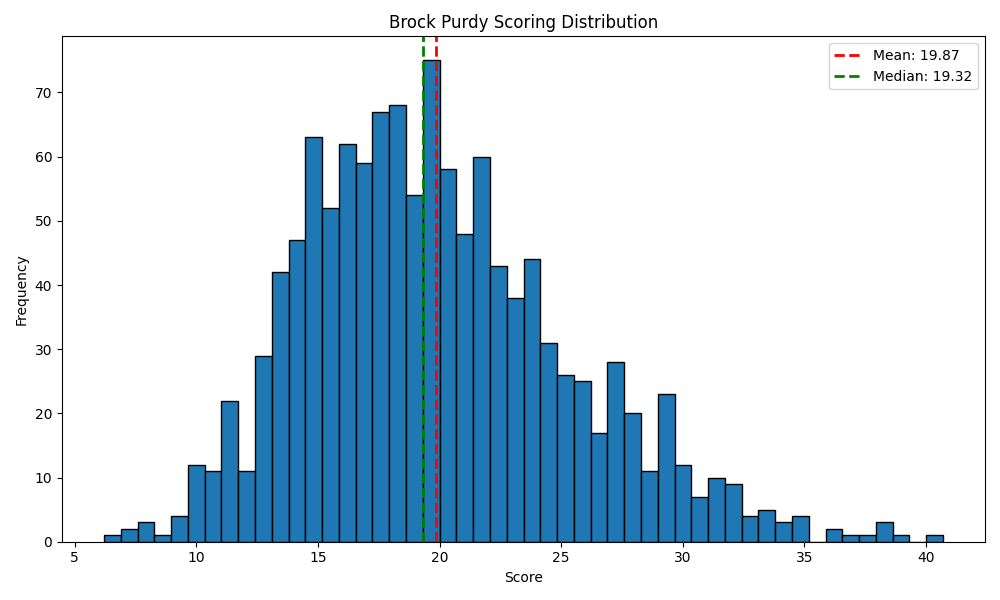 Brock Purdy Scoring Distribution
Mean: 19.87
Median: 19.32
Frequency
70
60
50
40
30
20
10
0
5 10 15 20 25 30 35 40
Score